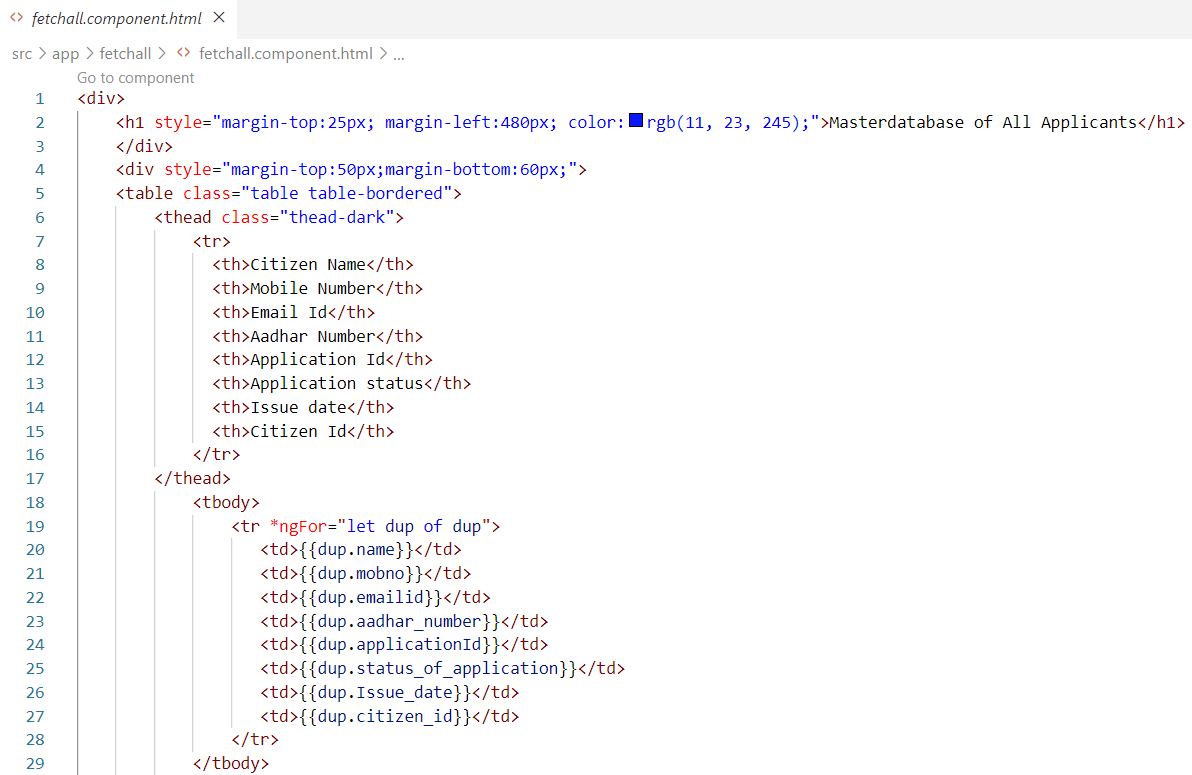 fetchall.component.html
src > app > fetchall > fetchall.component.html > ...
Go to component
1 <div>
2 <h1 style="margin-top:25px; margin-left:480px; color:rgb(11, 23, 245);">Masterdatabase of All Applicants</h1>
3 </div>
4 <div style="margin-top:50px;margin-bottom:60px;">
5 <table class="table table-bordered">
6 <thead class="thead-dark">
7 <tr>
8 <th>Citizen Name</th>
9 <th>Mobile Number</th>
10 <th>Email Id</th>
11 <th>Aadhar Number</th>
12 <th>Application Id</th>
13 <th>Application status</th>
14 <th>Issue date</th>
15 <th>Citizen Id</th>
16 </tr>
17 </thead>
18 <tbody>
19 <tr *ngFor="let dup of dup">
20 <td>{{dup.name}}</td>
21 <td>{{dup.mobno}}</td>
22 <td>{{dup.emailid}}</td>
23 <td>{{dup.aadhar_number}}</td>
24 <td>{{dup.applicationId}}</td>
25 <td>{{dup.status_of_application}}</td>
26 <td>{{dup.Issue_date}}</td>
27 <td>{{dup.citizen_id}}</td>
28 </tr>
29 </tbody>